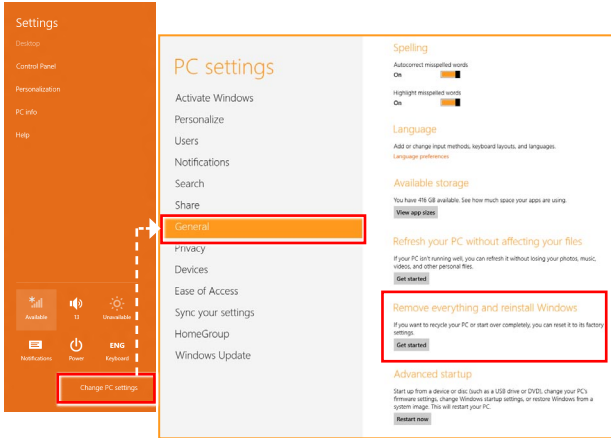 Settings
Desktop
Control Panel
Personalization
PC info
Help
Available
13
Unavailable
Notifications
Power
ENG
Keyboard
Change PC settings
PC settings
Activate Windows
Personalize
Users
Notifications
Search
Share
General
Privacy
Devices
Ease of Access
Sync your settings
HomeGroup
Windows Update
Spelling
Autocorrect misspelled words
On
Highlight misspelled words
On
Language
Add or change input methods, keyboard layouts, and languages.
Language preferences
Available storage
You have 416 GB available. See how much space your apps are using.
View app sizes
Refresh your PC without affecting your files
If your PC isn't running well, you can refresh it without losing your photos, music,
videos, and other personal files.
Get started
Remove everything and reinstall Windows
If you want to recycle your PC or start over completely, you can reset it to its factory
settings.
Get started
Advanced startup
Start up from a device or disc (such as a USB drive or DVD), change your PC's
firmware settings, change Windows startup settings, or restore Windows from a
system image. This will restart your PC.
Restart now